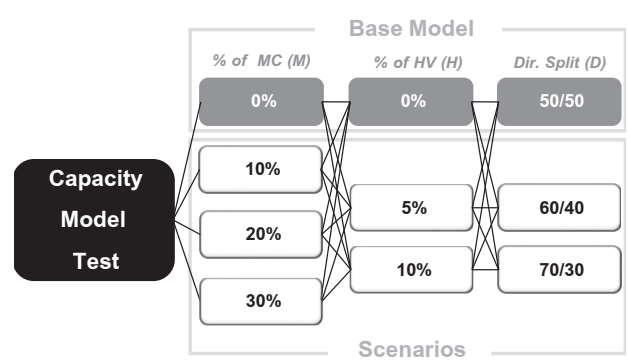 Base Model
% of MC (M)
% of HV (H)
Dir. Split (D)
0%
0%
50/50
Capacity
Model
Test
10%
20%
30%
5%
10%
60/40
70/30
Scenarios